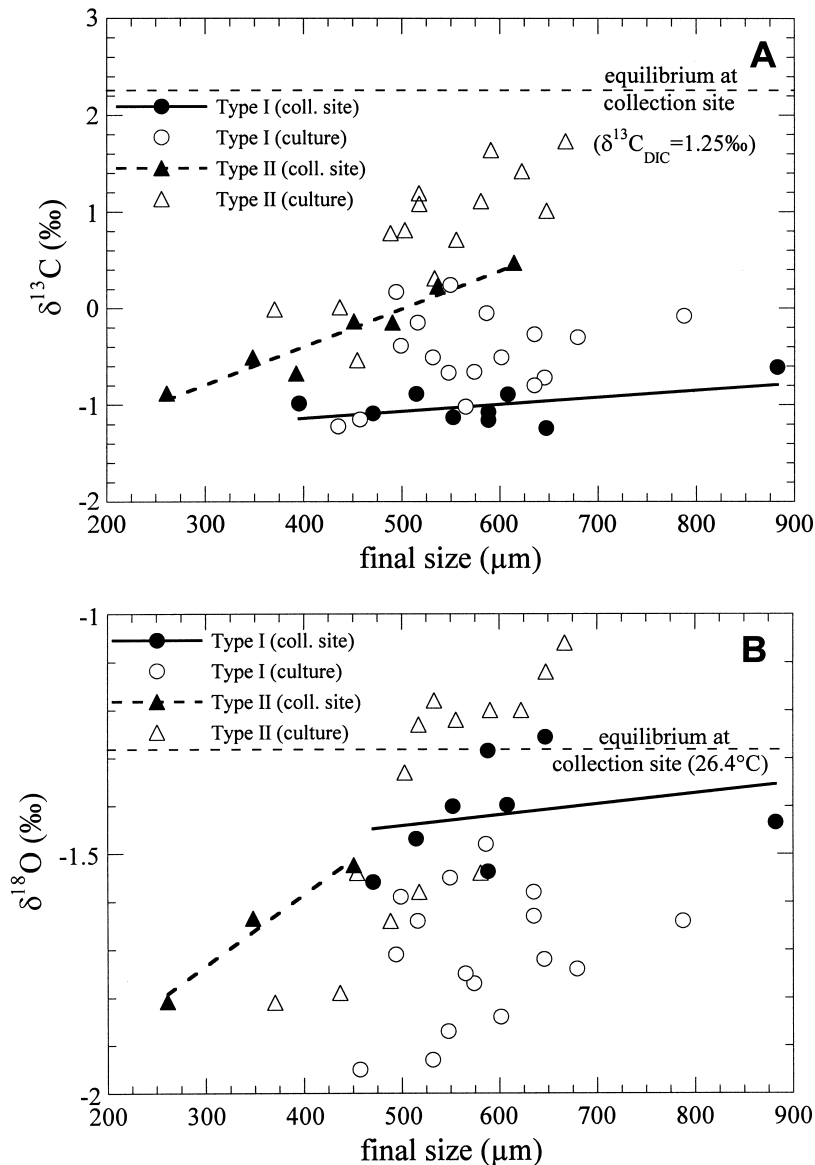 A
3
2
1
0
-1
-2
δ¹³C (‰)
equilibrium at
collection site
(δ¹³C_DIC=1.25‰)
Type I (coll. site)
Type I (culture)
Type II (coll. site)
Type II (culture)
200 300 400 500 600 700 800 900
final size (µm)
B
-1
-1.5
-2
δ¹⁸O (‰)
Type I (coll. site)
Type I (culture)
Type II (coll. site)
Type II (culture)
equilibrium at
collection site (26.4°C)
200 300 400 500 600 700 800 900
final size (µm)